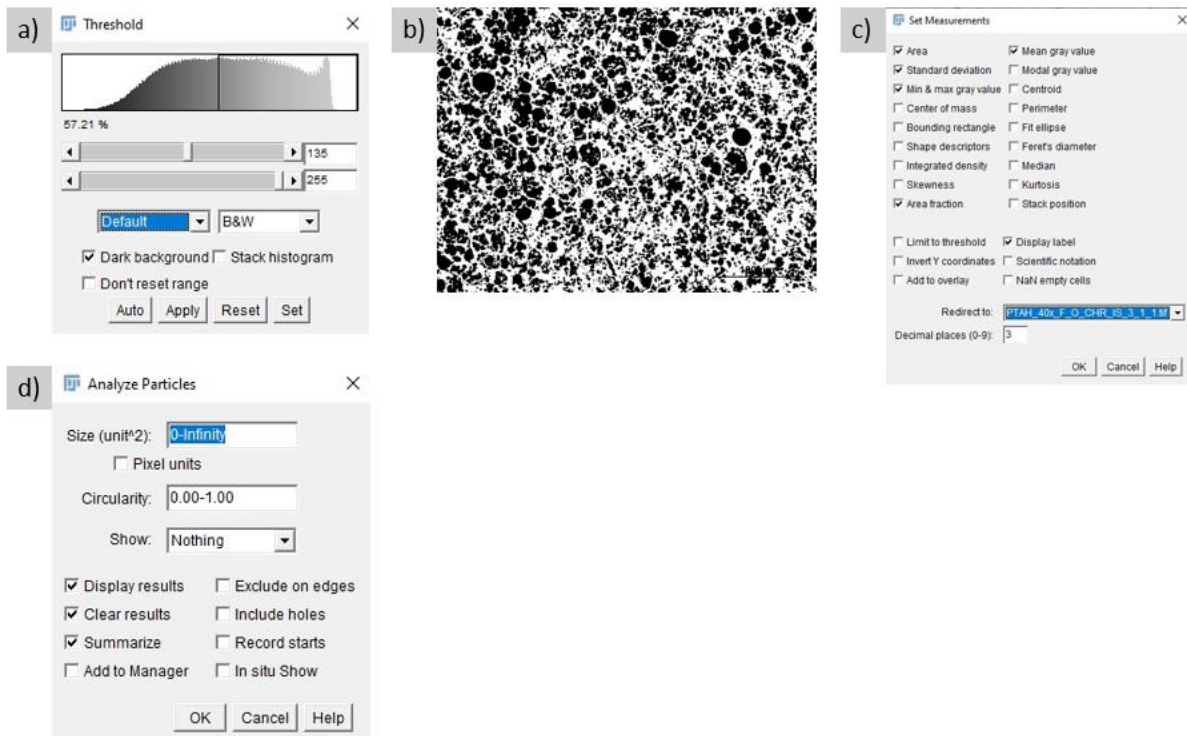 a)
Threshold
57.21 %
135
255
Default
B&W
Dark background
Stack histogram
Don't reset range
Auto
Apply
Reset
Set
b)
c)
Set Measurements
Area
Mean gray value
Standard deviation
Modal gray value
Min & max gray value
Centroid
Center of mass
Perimeter
Bounding rectangle
Fit ellipse
Shape descriptors
Feret's diameter
Integrated density
Median
Skewness
Kurtosis
Area fraction
Stack position
Limit to threshold
Display label
Invert Y coordinates
Scientific notation
Add to overlay
NaN empty cells
Redirect to:
PTAH_40x_F_O_CHR_IS_3_1_1.tif
Decimal places (0-9):
3
OK
Cancel
Help
d)
Analyze Particles
Size (unit^2):
0-Infinity
Pixel units
Circularity:
0.00-1.00
Show:
Nothing
Display results
Exclude on edges
Clear results
Include holes
Summarize
Record starts
Add to Manager
In situ Show
OK
Cancel
Help